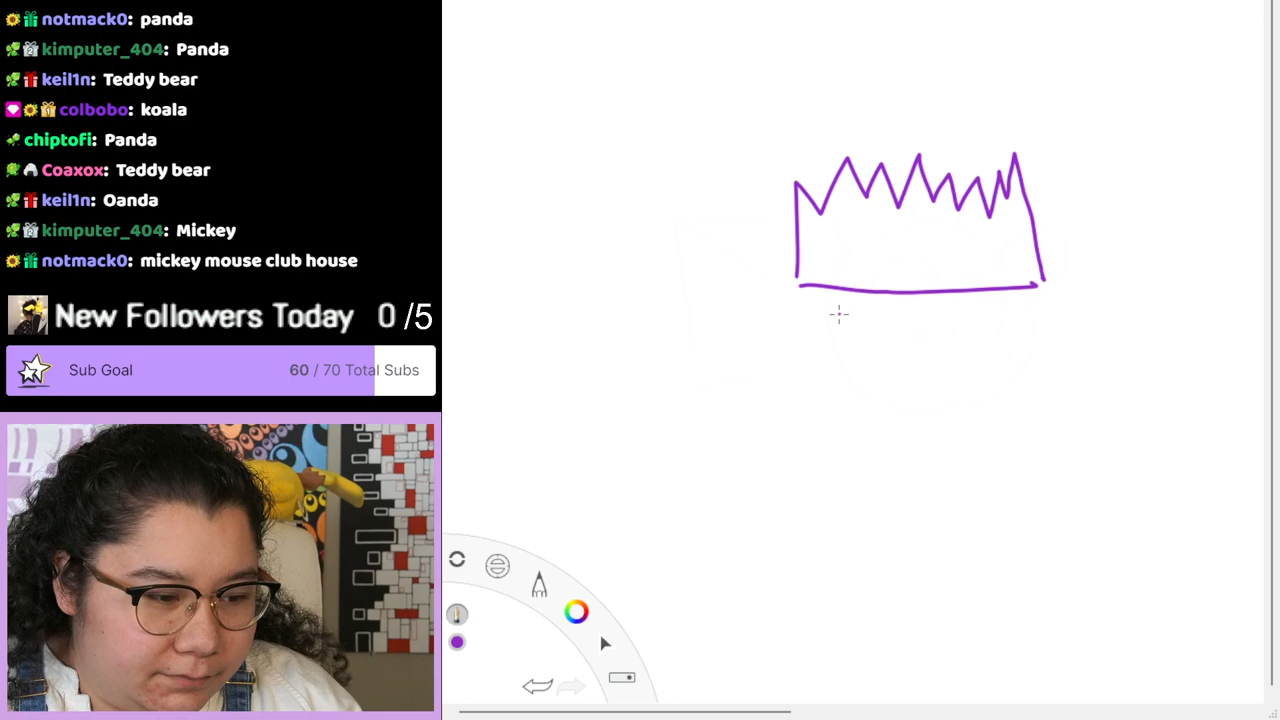 notmack0: panda
kimputer_404: Panda
keil1n: Teddy bear
colbobo: koala
chiptofi: Panda
Coaxox: Teddy bear
keil1n: Oanda
kimputer_404: Mickey
notmack0: mickey mouse club house
New Followers Today 0 /5
Sub Goal 60 / 70 Total Subs